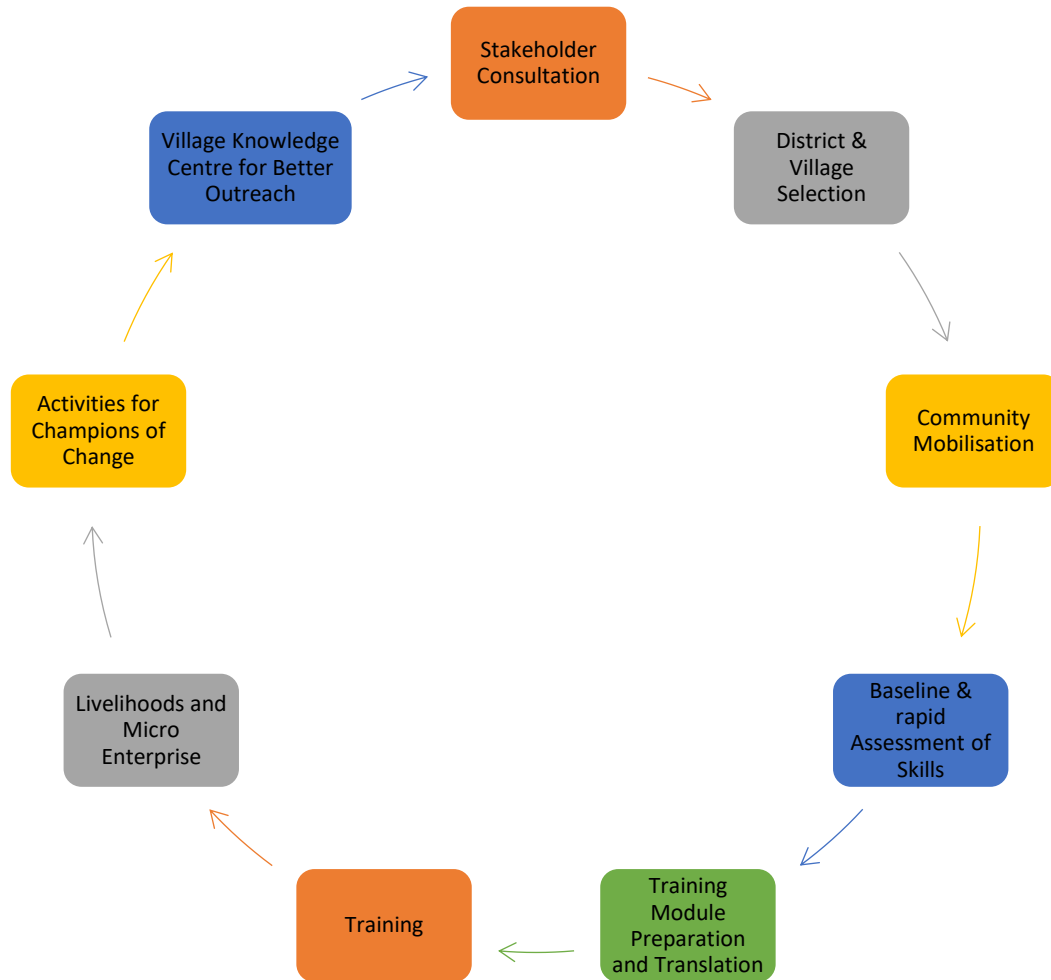 Stakeholder
Consultation
District &
Village
Selection
Community
Mobilisation
Baseline &
rapid
Assessment of
Skills
Training
Module
Preparation
and Translation
Training
Livelihoods and
Micro
Enterprise
Activities for
Champions of
Change
Village Knowledge
Centre for Better
Outreach